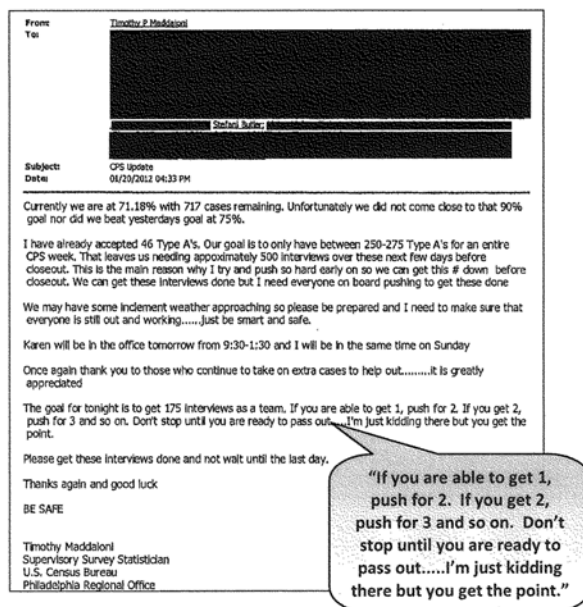 From: Timothy P Maddaloni
To:
Stefani Butler;
Subject: CPS Update
Date: 01/20/2012 04:33 PM
Currently we are at 71.18% with 717 cases remaining. Unfortunately we did not come close to that 90%
goal nor did we beat yesterdays goal at 75%.
I have already accepted 46 Type A's. Our goal is to only have between 250-275 Type A's for an entire
CPS week. That leaves us needing appoximately 500 interviews over these next few days before
closeout. This is the main reason why I try and push so hard early on so we can get this # down before
closeout. We can get these interviews done but I need everyone on board pushing to get these done
We may have some inclement weather approaching so please be prepared and I need to make sure that
everyone is still out and working......just be smart and safe.
Karen will be in the office tomorrow from 9:30-1:30 and I will be in the same time on Sunday
Once again thank you to those who continue to take on extra cases to help out.........it is greatly
appreciated
The goal for tonight is to get 175 interviews as a team. If you are able to get 1, push for 2. If you get 2,
push for 3 and so on. Don't stop until you are ready to pass out.....I'm just kidding there but you get the
point.
Please get these interviews done and not wait until the last day.
Thanks again and good luck
BE SAFE
Timothy Maddaloni
Supervisory Survey Statistician
U.S. Census Bureau
Philadelphia Regional Office
"If you are able to get 1,
push for 2. If you get 2,
push for 3 and so on. Don't
stop until you are ready to
pass out.....I'm just kidding
there but you get the point."